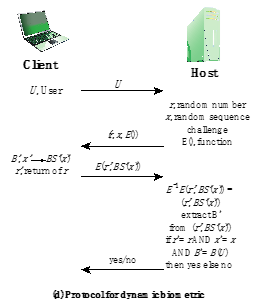 Client
Host
U, User
U
r, random number
x, random sequence
challenge
E(), function
(r, x, E())
B', x' → BS'(x')
r', return of r
E(r', BS'(x'))
E⁻¹E(r', BS'(x')) =
(r', BS'(x'))
extract B'
from (r', BS'(x'))
if r' = r AND x' = x
AND B' = B(U)
then yes else no
yes/no
(d) Protocol for dynamic biometric